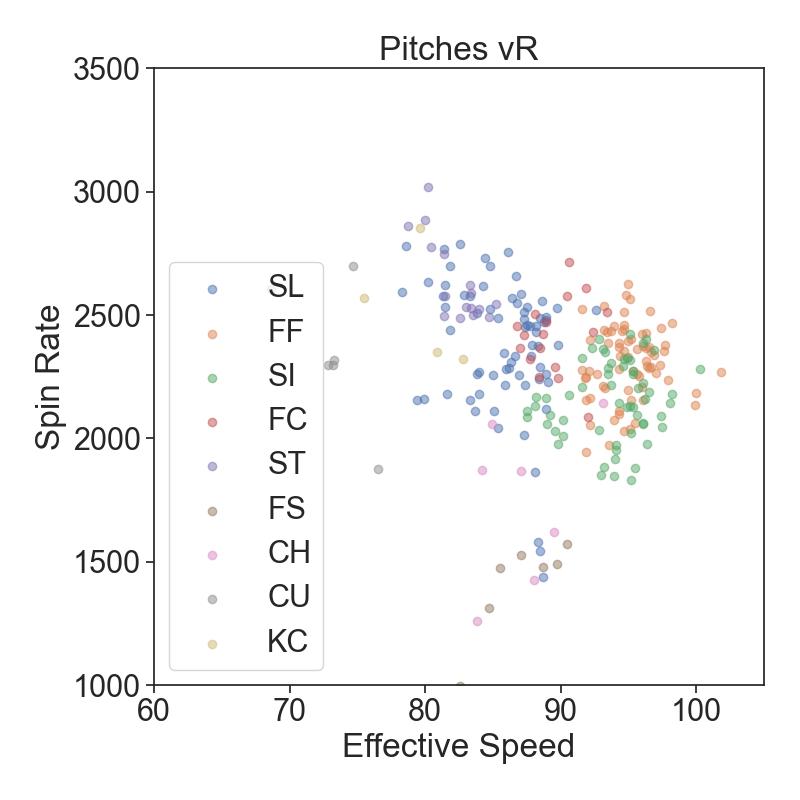 Pitches vR
3500
3000
2500
2000
1500
1000
Spin Rate
SL
FF
SI
FC
ST
FS
CH
CU
KC
60
70
80
90
100
Effective Speed